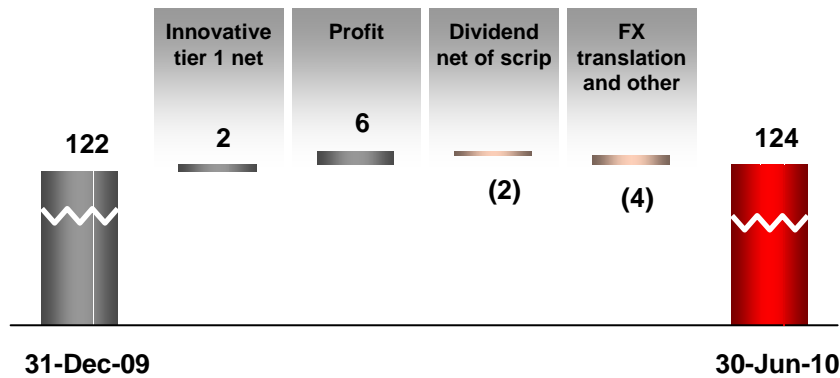 Innovative
tier 1 net
Profit
Dividend
net of scrip
FX
translation
and other
122
2
6
(2)
(4)
124
31-Dec-09
30-Jun-10